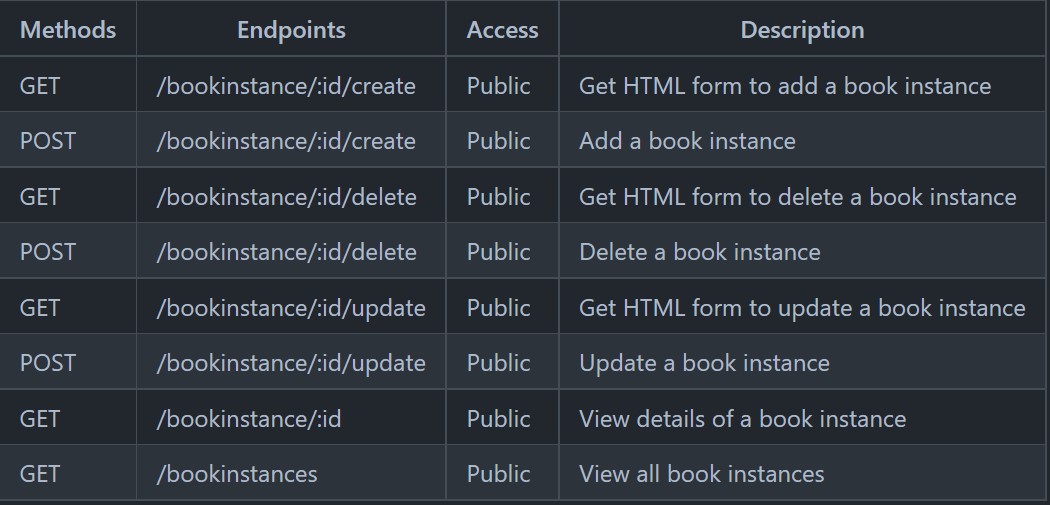 Methods Endpoints Access Description
GET /bookinstance/:id/create Public Get HTML form to add a book instance
POST /bookinstance/:id/create Public Add a book instance
GET /bookinstance/:id/delete Public Get HTML form to delete a book instance
POST /bookinstance/:id/delete Public Delete a book instance
GET /bookinstance/:id/update Public Get HTML form to update a book instance
POST /bookinstance/:id/update Public Update a book instance
GET /bookinstance/:id Public View details of a book instance
GET /bookinstances Public View all book instances